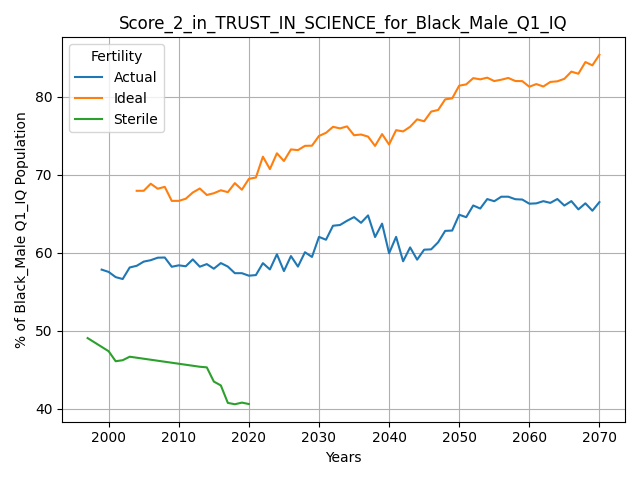 Score_2_in_TRUST_IN_SCIENCE_for_Black_Male_Q1_IQ
Fertility
Actual
Ideal
Sterile
% of Black_Male Q1_IQ Population
80
70
60
50
40
2000 2010 2020 2030 2040 2050 2060 2070
Years